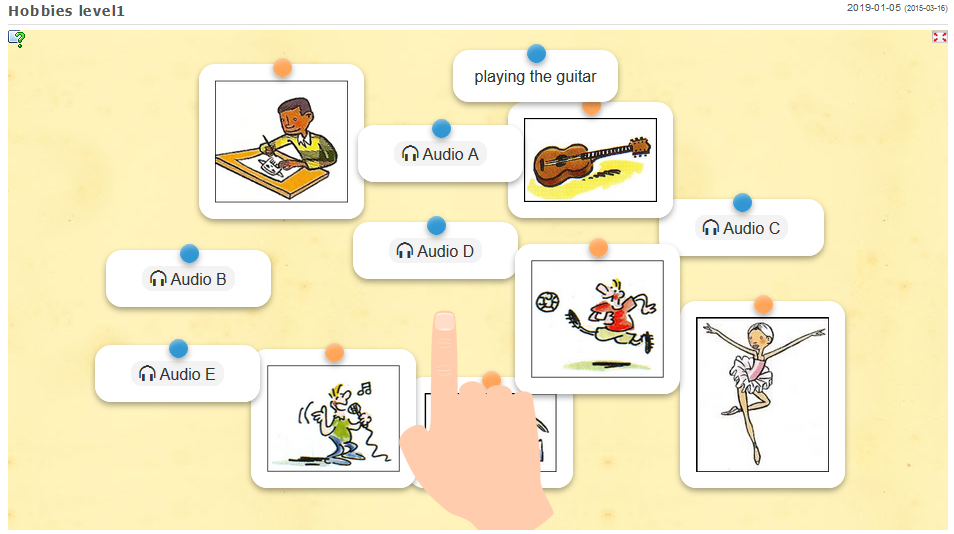 Hobbies level1
2019-01-05 (2015-03-16)
playing the guitar
Audio A
Audio C
Audio D
Audio B
Audio E